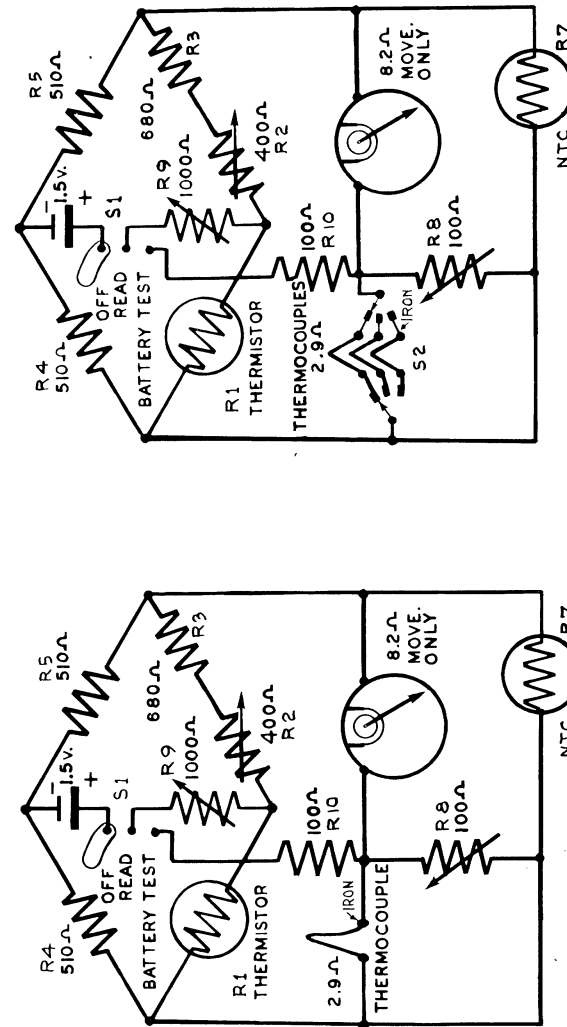 R5
510Ω
R3
680Ω
−
1.5v.
+
S1
R9
1000Ω
400Ω
R2
R4
510Ω
OFF
READ
BATTERY TEST
R1
THERMISTOR
THERMOCOUPLES
2.9Ω
100Ω
R10
8.2Ω
MOVE.
ONLY
R8
100Ω
IRON
S2
R7
NTC
R5
510Ω
R3
680Ω
−
1.5v.
+
S1
R9
1000Ω
400Ω
R2
R4
510Ω
OFF
READ
BATTERY TEST
R1
THERMISTOR
100Ω
R10
8.2Ω
MOVE.
ONLY
IRON
2.9Ω
THERMOCOUPLE
R8
100Ω
R7
NTC